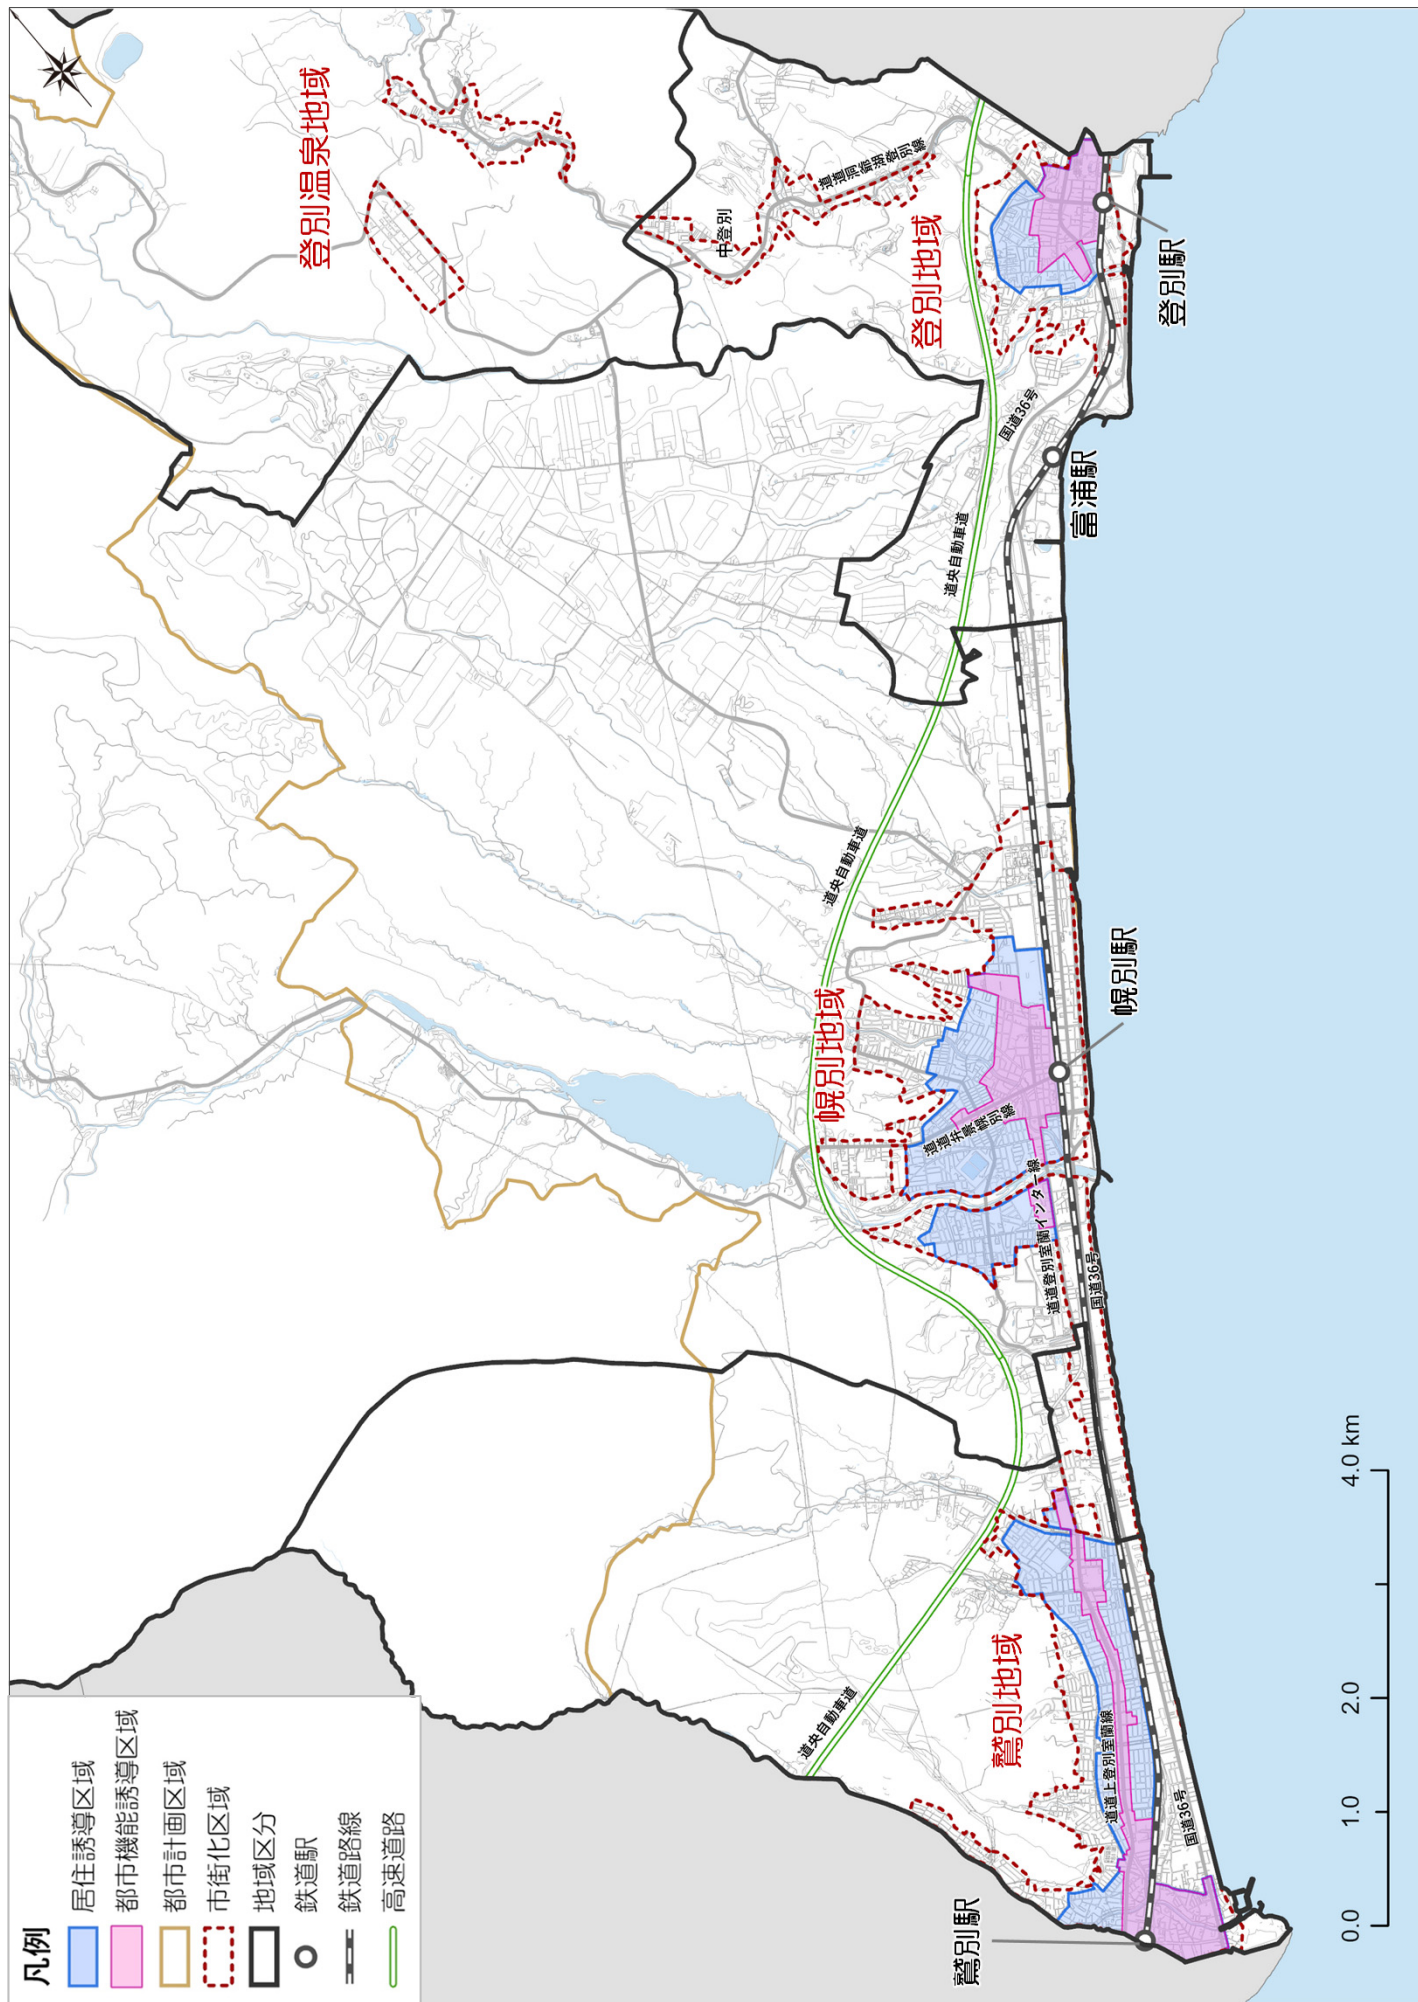 凡例
居住誘導区域
都市機能誘導区域
都市計画区域
市街化区域
地域区分
鉄道駅
鉄道路線
高速道路
登別温泉地域
中登別
道道洞爺湖登別線
登別地域
登別駅
国道36号
富浦駅
道央自動車道
道央自動車道
幌別地域
幌別駅
道道弁景幌別線
道道登別室蘭インター線
国道36号
鷲別地域
道央自動車道
道道上登別室蘭線
国道36号
鷲別駅
0.0
1.0
2.0
4.0 km